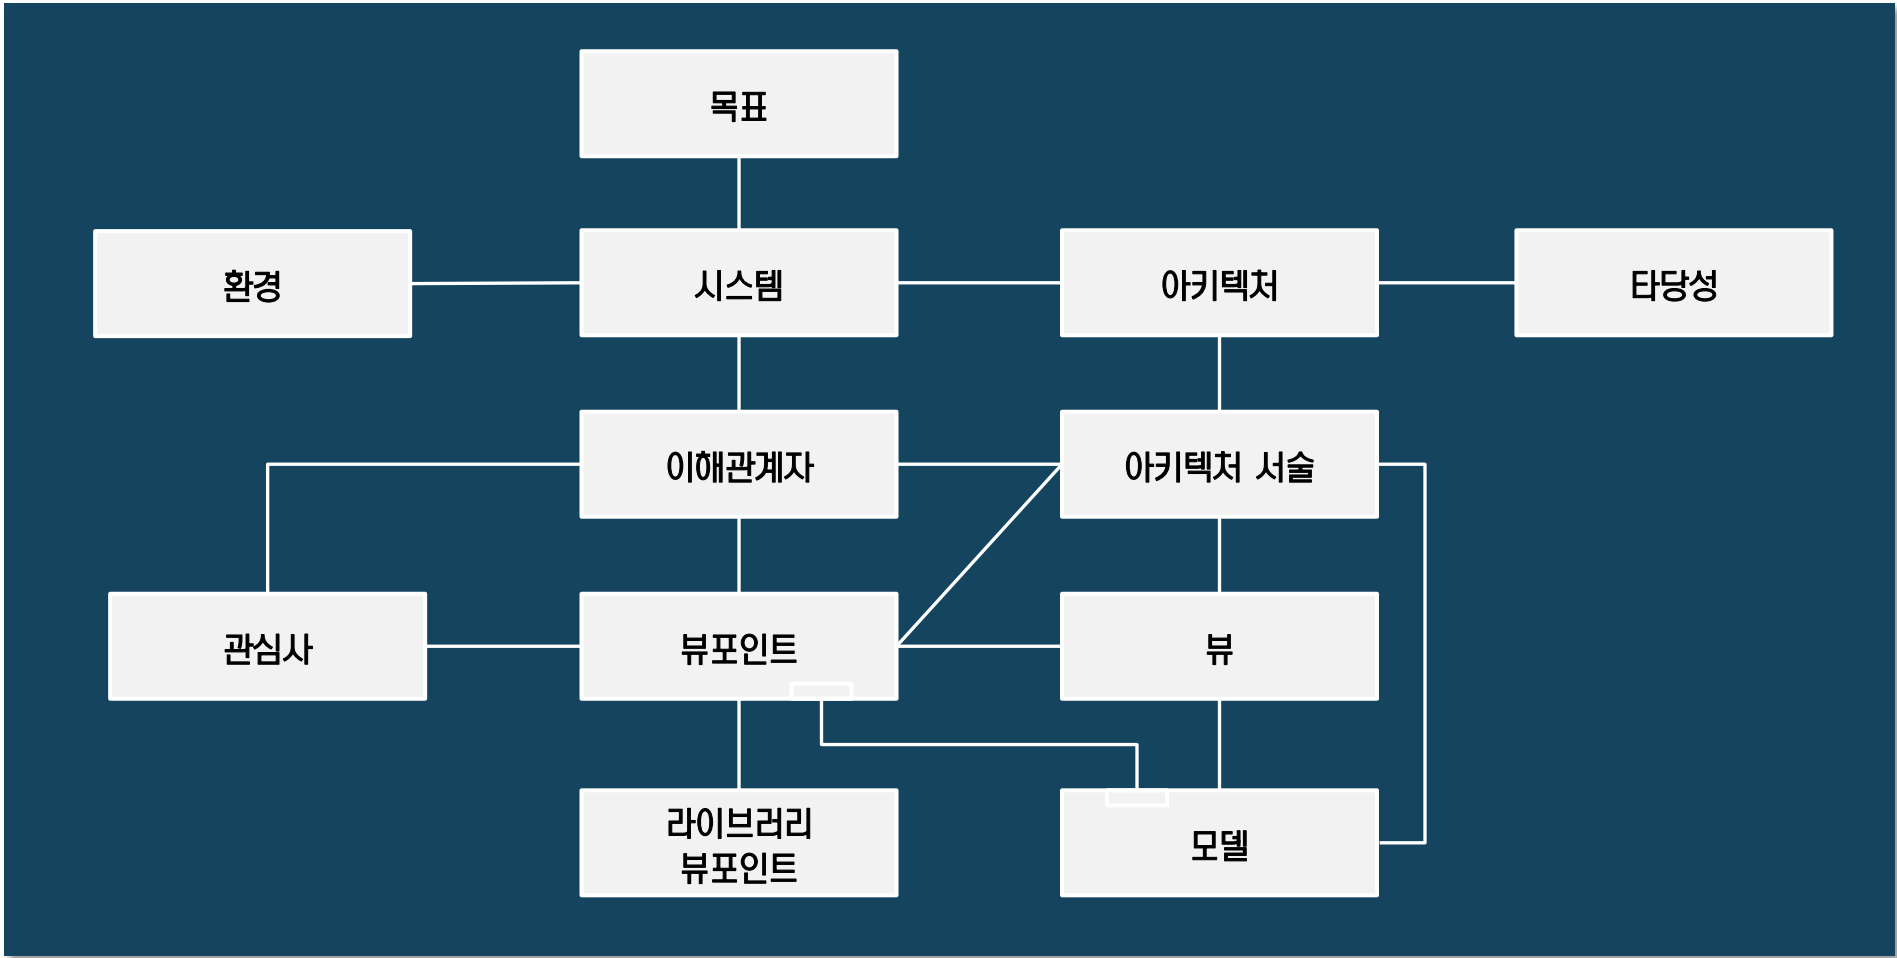 목표
환경
시스템
아키텍처
타당성
이해관계자
아키텍처 서술
관심사
뷰포인트
뷰
라이브러리
뷰포인트
모델